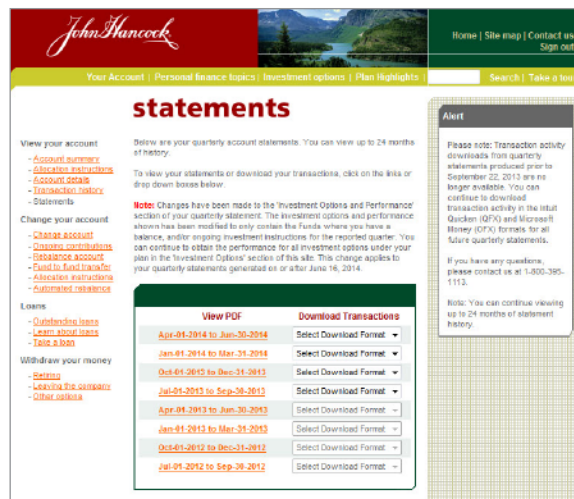 John Hancock
Home | Site map | Contact us
Sign out
Your Account | Personal finance topics | Investment options | Plan Highlights |
Search | Take a tour
statements
View your account
- Account summary
- Allocation instructions
- Account details
- Transaction history
- Statements
Change your account
- Change account
- Ongoing contributions
- Rebalance account
- Fund to fund transfer
- Allocation instructions
- Automated rebalance
Loans
- Outstanding loans
- Learn about loans
- Take a loan
Withdraw your money
- Retiring
- Leaving the company
- Other options
Below are your quarterly account statements. You can view up to 24 months
of history.
To view your statements or download your transactions, click on the links or
drop down boxes below.
Note: Changes have been made to the 'Investment Options and Performance'
section of your quarterly statement. The investment options and performance
shown has been modified to only contain the Funds where you have a
balance, and/or ongoing investment instructions for the reported quarter. You
can continue to obtain the performance for all investment options under your
plan in the 'Investment Options' section of this site. This change applies to
your quarterly statements generated on or after June 16, 2014.
View PDF Download Transactions
Apr-01-2014 to Jun-30-2014 Select Download Format
Jan-01-2014 to Mar-31-2014 Select Download Format
Oct-01-2013 to Dec-31-2013 Select Download Format
Jul-01-2013 to Sep-30-2013 Select Download Format
Apr-01-2013 to Jun-30-2013 Select Download Format
Jan-01-2013 to Mar-31-2013 Select Download Format
Oct-01-2012 to Dec-31-2012 Select Download Format
Jul-01-2012 to Sep-30-2012 Select Download Format
Alert
Please note: Transaction activity
downloads from quarterly
statements produced prior to
September 22, 2013 are no
longer available. You can
continue to download
transaction activity in the Intuit
Quicken (QFX) and Microsoft
Money (OFX) formats for all
future quarterly statements.
If you have any questions,
please contact us at 1-800-395-
1113.
Note: You can continue viewing
up to 24 months of statement
history.